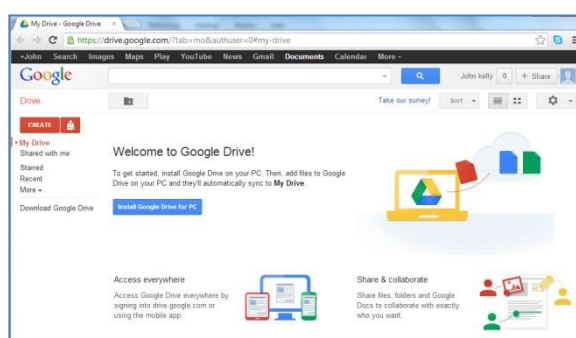 My Drive - Google Drive
https://drive.google.com/?tab=mo&authuser=0#my-drive
+John Search Images Maps Play YouTube News Gmail Documents Calendar More
Google
John kelly 0 + Share
Drive
Take our survey! Sort
CREATE
My Drive
Shared with me
Starred
Recent
More
Download Google Drive
Welcome to Google Drive!
To get started, install Google Drive on your PC. Then, add files to Google
Drive on your PC and they'll automatically sync to My Drive.
Install Google Drive for PC
Access everywhere
Access Google Drive everywhere by
signing into drive.google.com or
using the mobile app.
Share & collaborate
Share files, folders and Google
Docs to collaborate with exactly
who you want.